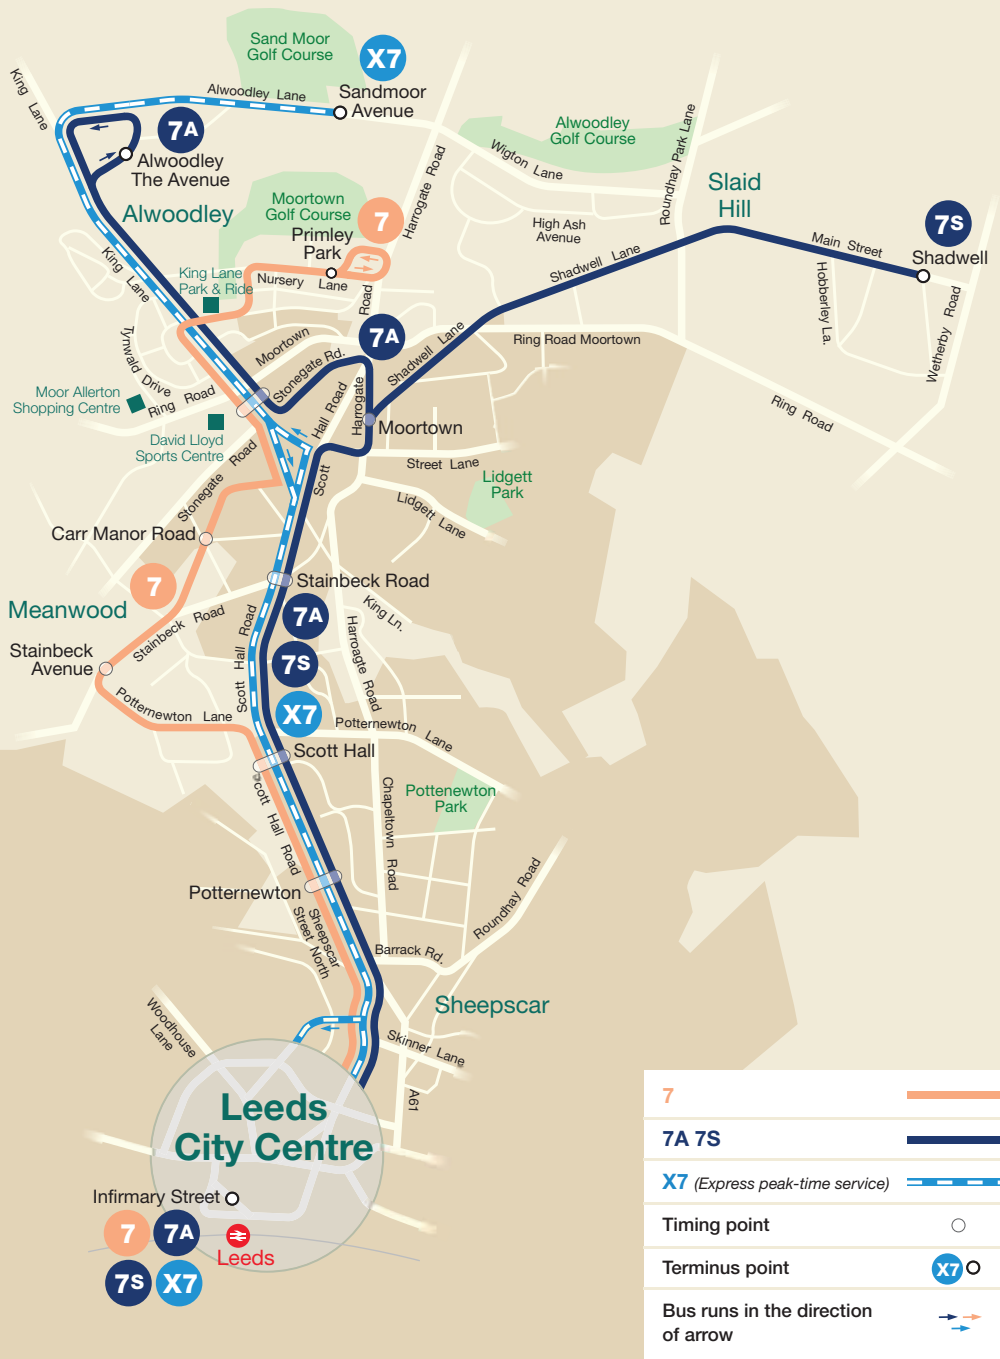 King Lane
Sand Moor
Golf Course
X7
Sandmoor
Avenue
Alwoodley Lane
7A
Alwoodley
The Avenue
Alwoodley
Moortown
Golf Course
7
Primley
Park
Harrogate Road
Wigton Lane
Alwoodley
Golf Course
Roundhay Park Lane
Slaid
Hill
High Ash
Avenue
Shadwell Lane
Main Street
7S
Shadwell
Hobberley La.
Wetherby Road
King Lane
King Lane
Park & Ride
Nursery Lane
Road
7A
Moortown
Stonegate Rd.
Shadwell Lane
Ring Road Moortown
Ring Road
Tynwald Drive
Moor Allerton
Shopping Centre
Ring Road
David Lloyd
Sports Centre
Harrogate
Moortown
Scott Hall Road
Street Lane
Lidgett
Park
Lidgett Lane
Stonegate Road
Carr Manor Road
7
Meanwood
Stainbeck Road
Stainbeck Road
7A
King Ln.
Stainbeck
Avenue
Scott Hall Road
7S
Harroagte Road
X7
Potternewton Lane
Potternewton Lane
Scott Hall
Scott Hall Road
Pottenewton
Park
Chapeltown Road
Potternewton
Sheepscar
Street North
Roundhay Road
Barrack Rd.
Sheepscar
Woodhouse
Lane
Skinner Lane
A61
Leeds
City Centre
Infirmary Street
7 7A
7S X7
Leeds
7
7A 7S
X7 (Express peak-time service)
Timing point
Terminus point X7
Bus runs in the direction
of arrow